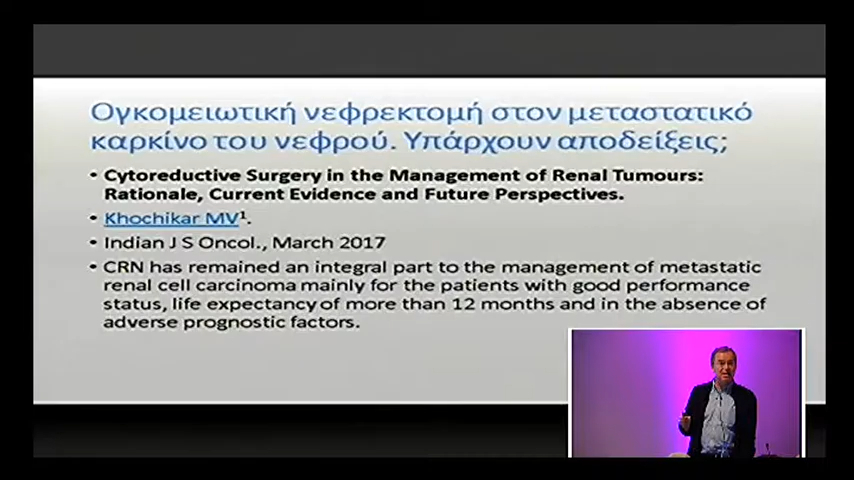 Ογκομειωτική νεφρεκτομή στον μεταστατικό
καρκίνο του νεφρού. Υπάρχουν αποδείξεις;
• Cytoreductive Surgery in the Management of Renal Tumours:
Rationale, Current Evidence and Future Perspectives.
• Khochikar MV¹.
• Indian J S Oncol., March 2017
• CRN has remained an integral part to the management of metastatic
renal cell carcinoma mainly for the patients with good performance
status, life expectancy of more than 12 months and in the absence of
adverse prognostic factors.